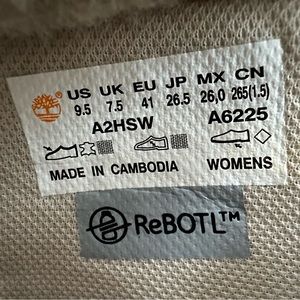 US UK EU JP MX CN
9.5 7.5 41 26.5 26,0 265(1.5)
A2HSW A6225
MADE IN CAMBODIA WOMENS
ReBOTL™